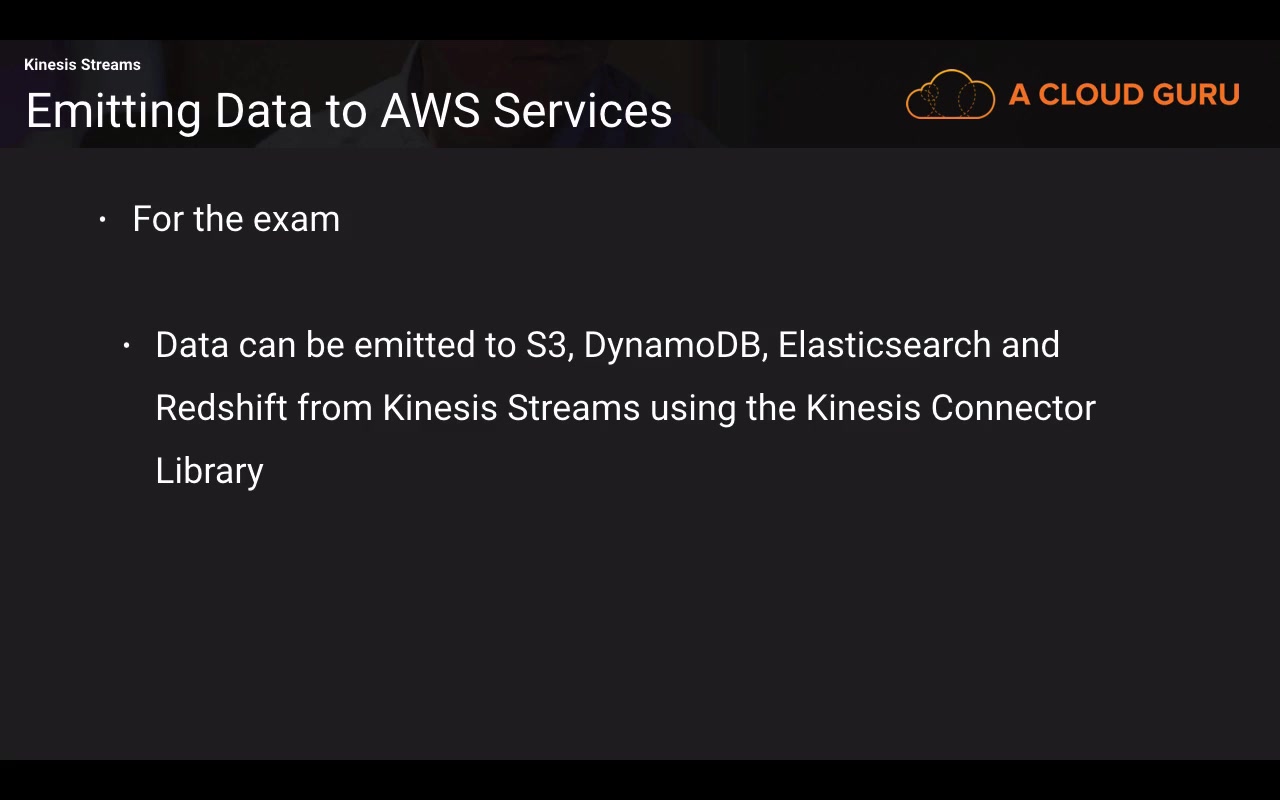 Kinesis Streams
Emitting Data to AWS Services
A CLOUD GURU
• For the exam
• Data can be emitted to S3, DynamoDB, Elasticsearch and
Redshift from Kinesis Streams using the Kinesis Connector
Library